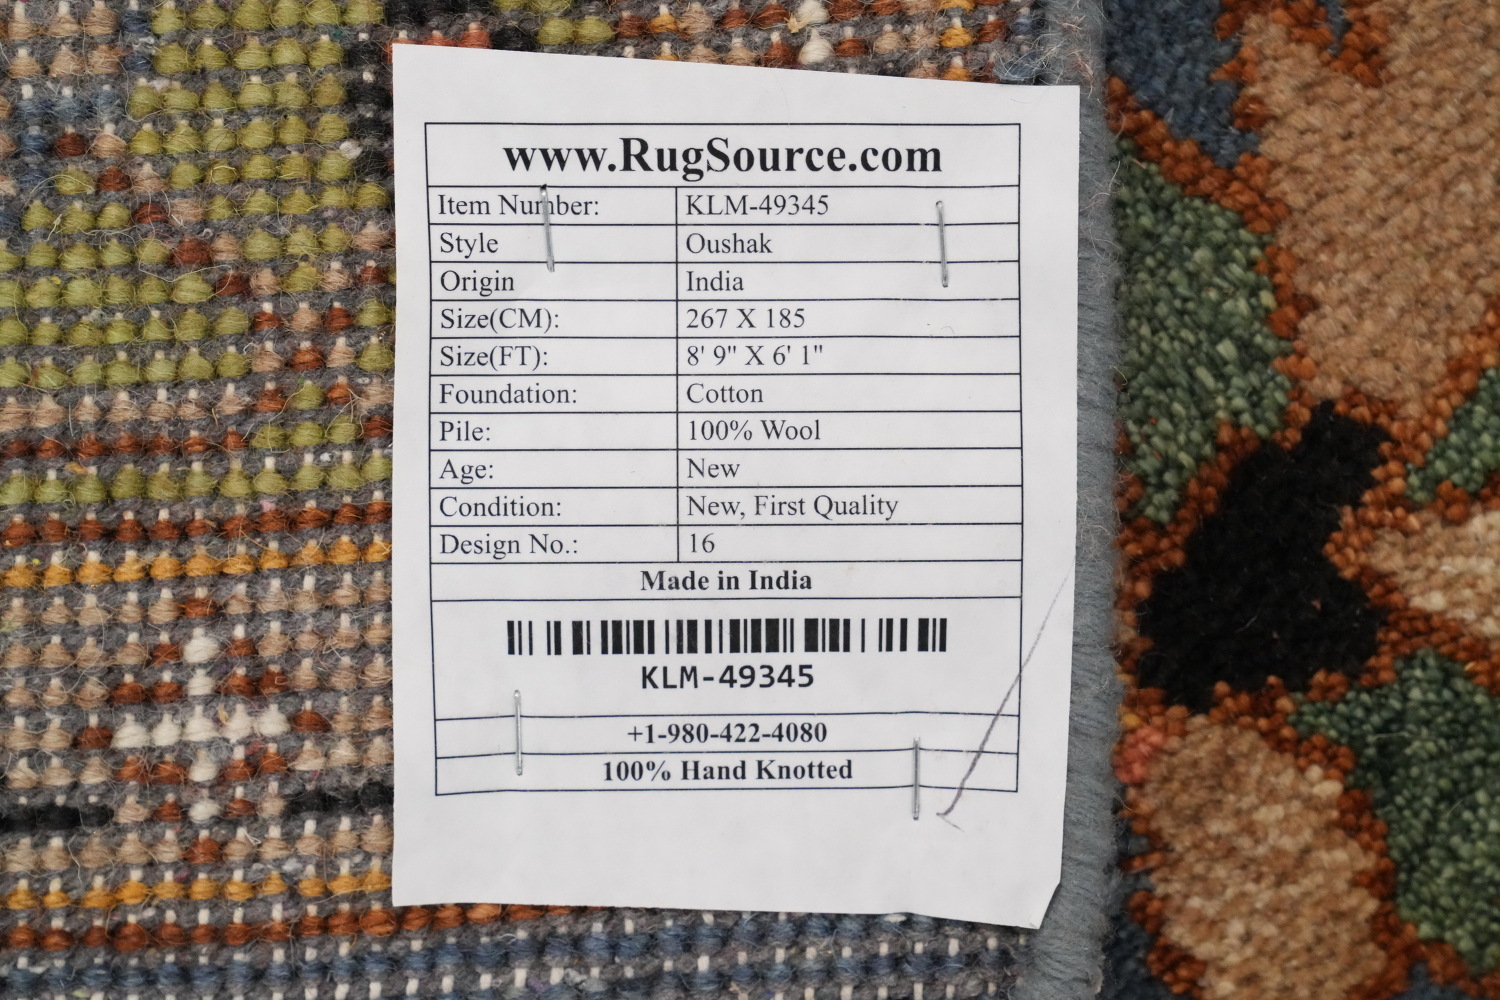 www.RugSource.com
Item Number: KLM-49345
Style Oushak
Origin India
Size(CM): 267 X 185
Size(FT): 8' 9" X 6' 1"
Foundation: Cotton
Pile: 100% Wool
Age: New
Condition: New, First Quality
Design No.: 16
Made in India
KLM-49345
+1-980-422-4080
100% Hand Knotted